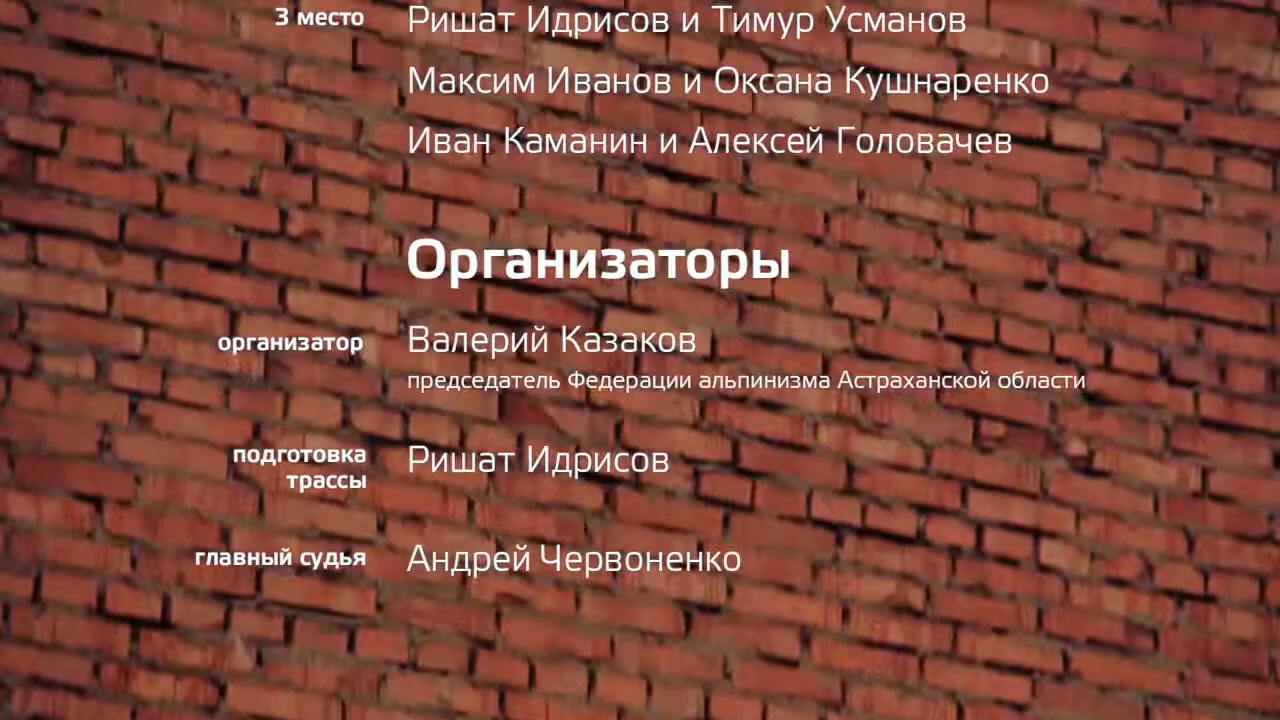 3 место Ришат Идрисов и Тимур Усманов
Максим Иванов и Оксана Кушнаренко
Иван Каманин и Алексей Головачев
Организаторы
организатор Валерий Казаков
председатель Федерации альпинизма Астраханской области
подготовка
трассы
Ришат Идрисов
главный судья Андрей Червоненко